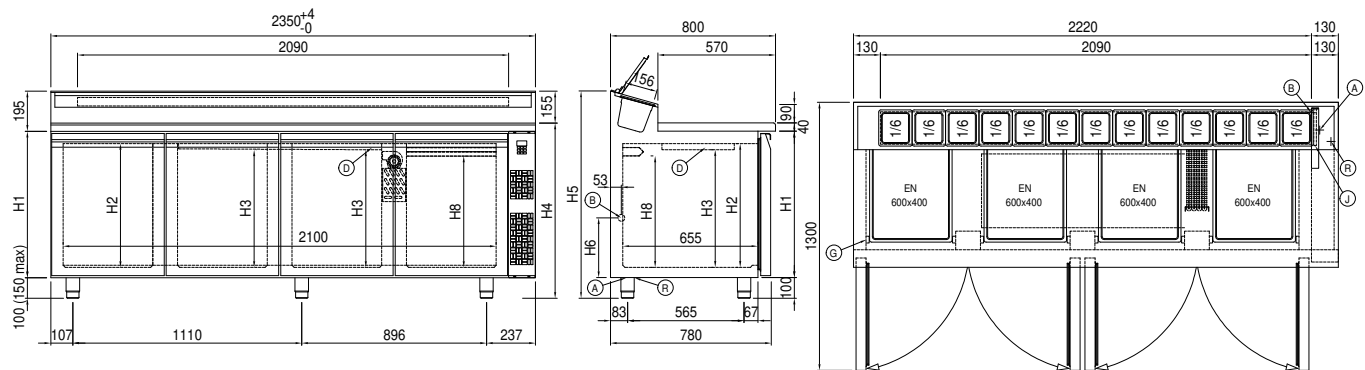 2350+4
-0
2090
195
155
H1
H2
H3
H3
H8
H4
D
2100
100 (150 max)
107
1110
896
237
800
570
156
90
40
H5
53
B
H6
H8
H3
H2
H1
D
655
A
R
100
83
565
67
780
2220
130
130
2090
130
B
A
1/6
1/6
1/6
1/6
1/6
1/6
1/6
1/6
1/6
1/6
1/6
1/6
1/6
R
J
EN
600x400
EN
600x400
EN
600x400
EN
600x400
G
1300